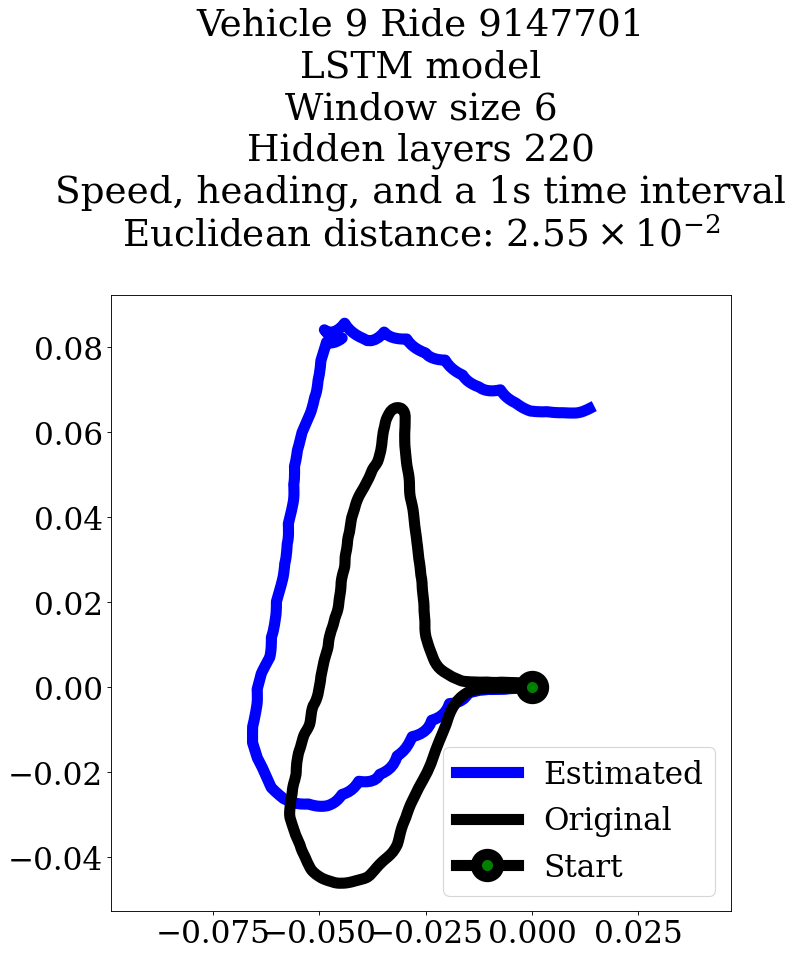 Vehicle 9 Ride 9147701
LSTM model
Window size 6
Hidden layers 220
Speed, heading, and a 1s time interval
Euclidean distance: 2.55 × 10⁻²
0.08
0.06
0.04
0.02
0.00
−0.02
−0.04
Estimated
Original
Start
−0.075 −0.050 −0.025 0.000 0.025